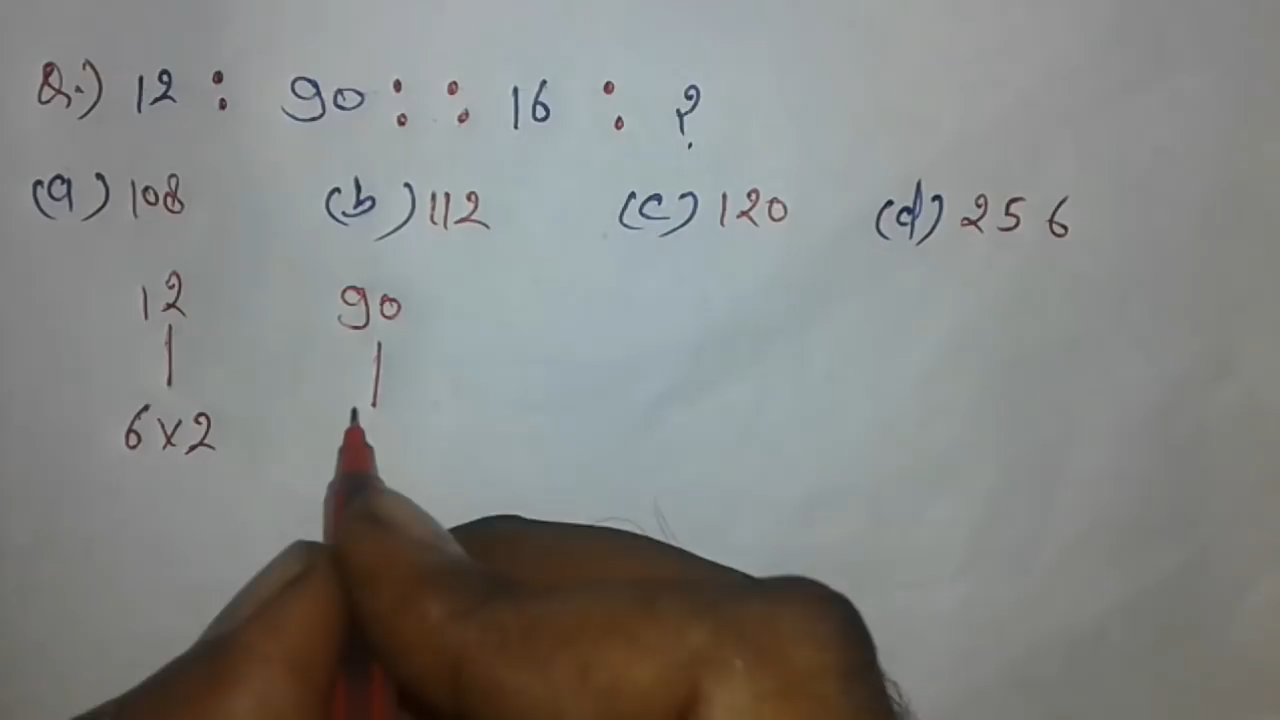 Q.) 12 : 90 : : 16 : ?
(a) 108 (b) 112 (c) 120 (d) 256
12 90
6x2